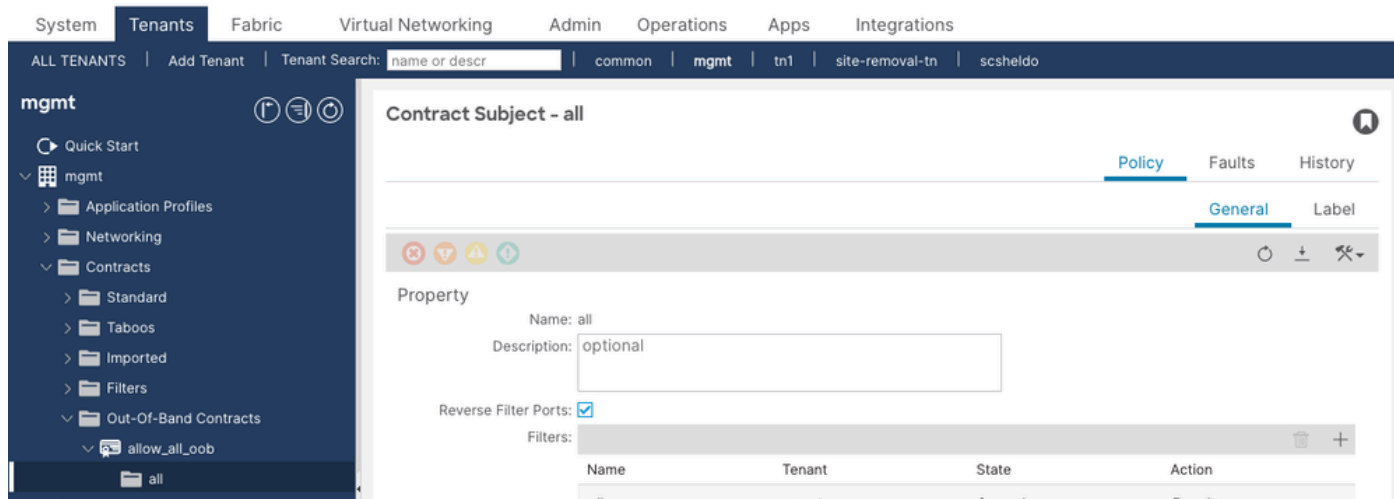 System Tenants Fabric Virtual Networking Admin Operations Apps Integrations
ALL TENANTS | Add Tenant | Tenant Search: name or descr | common | mgmt | tn1 | site-removal-tn | scsheldo
mgmt
Quick Start
mgmt
Application Profiles
Networking
Contracts
Standard
Taboos
Imported
Filters
Out-Of-Band Contracts
allow_all_oob
all
Contract Subject - all
Policy Faults History
General Label
Property
Name: all
Description: optional
Reverse Filter Ports:
Filters:
Name Tenant State Action